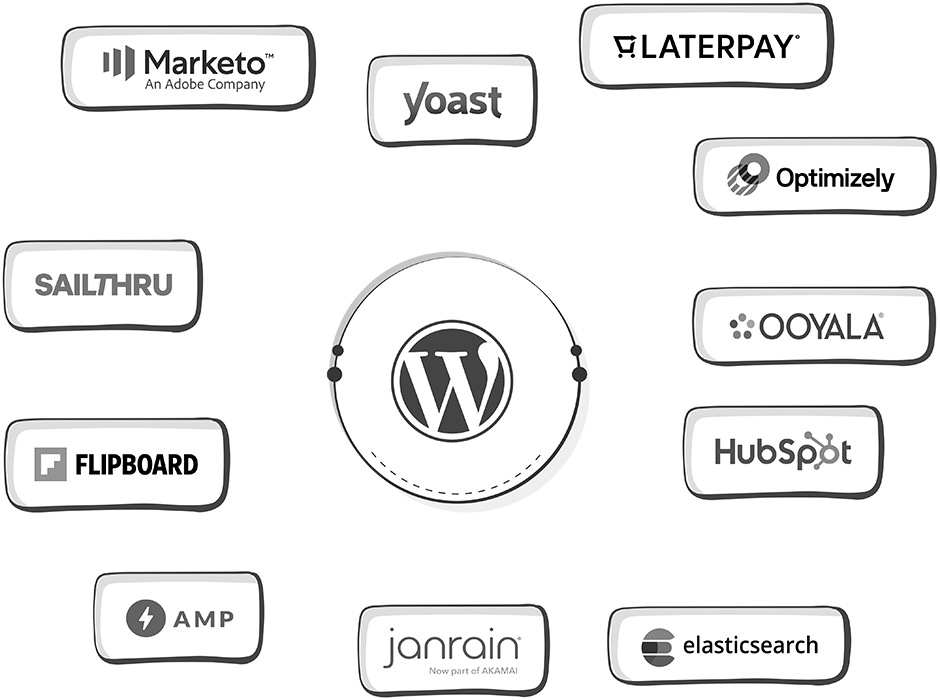 Marketo™
An Adobe Company
yoast
LATERPAY°
Optimizely
SAILTHRU
OOYALA®
W
FLIPBOARD
HubSpot
AMP
janrain®
Now part of AKAMAI
elasticsearch